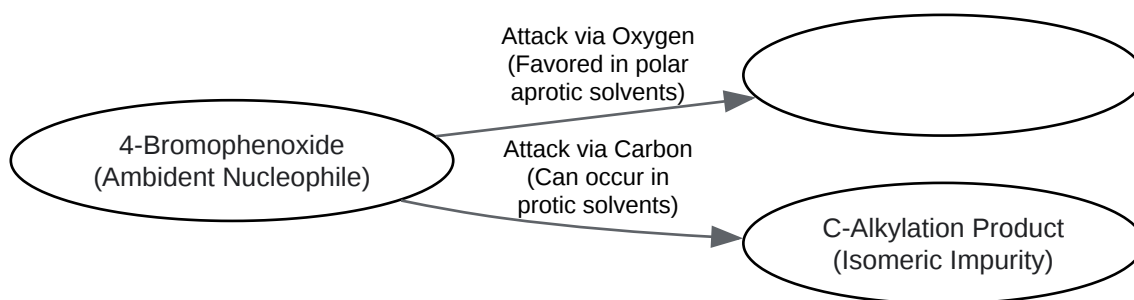 Attack via Oxygen
(Favored in polar
aprotic solvents)
4-Bromophenoxide
(Ambident Nucleophile)
Attack via Carbon
(Can occur in
protic solvents)
C-Alkylation Product
(Isomeric Impurity)